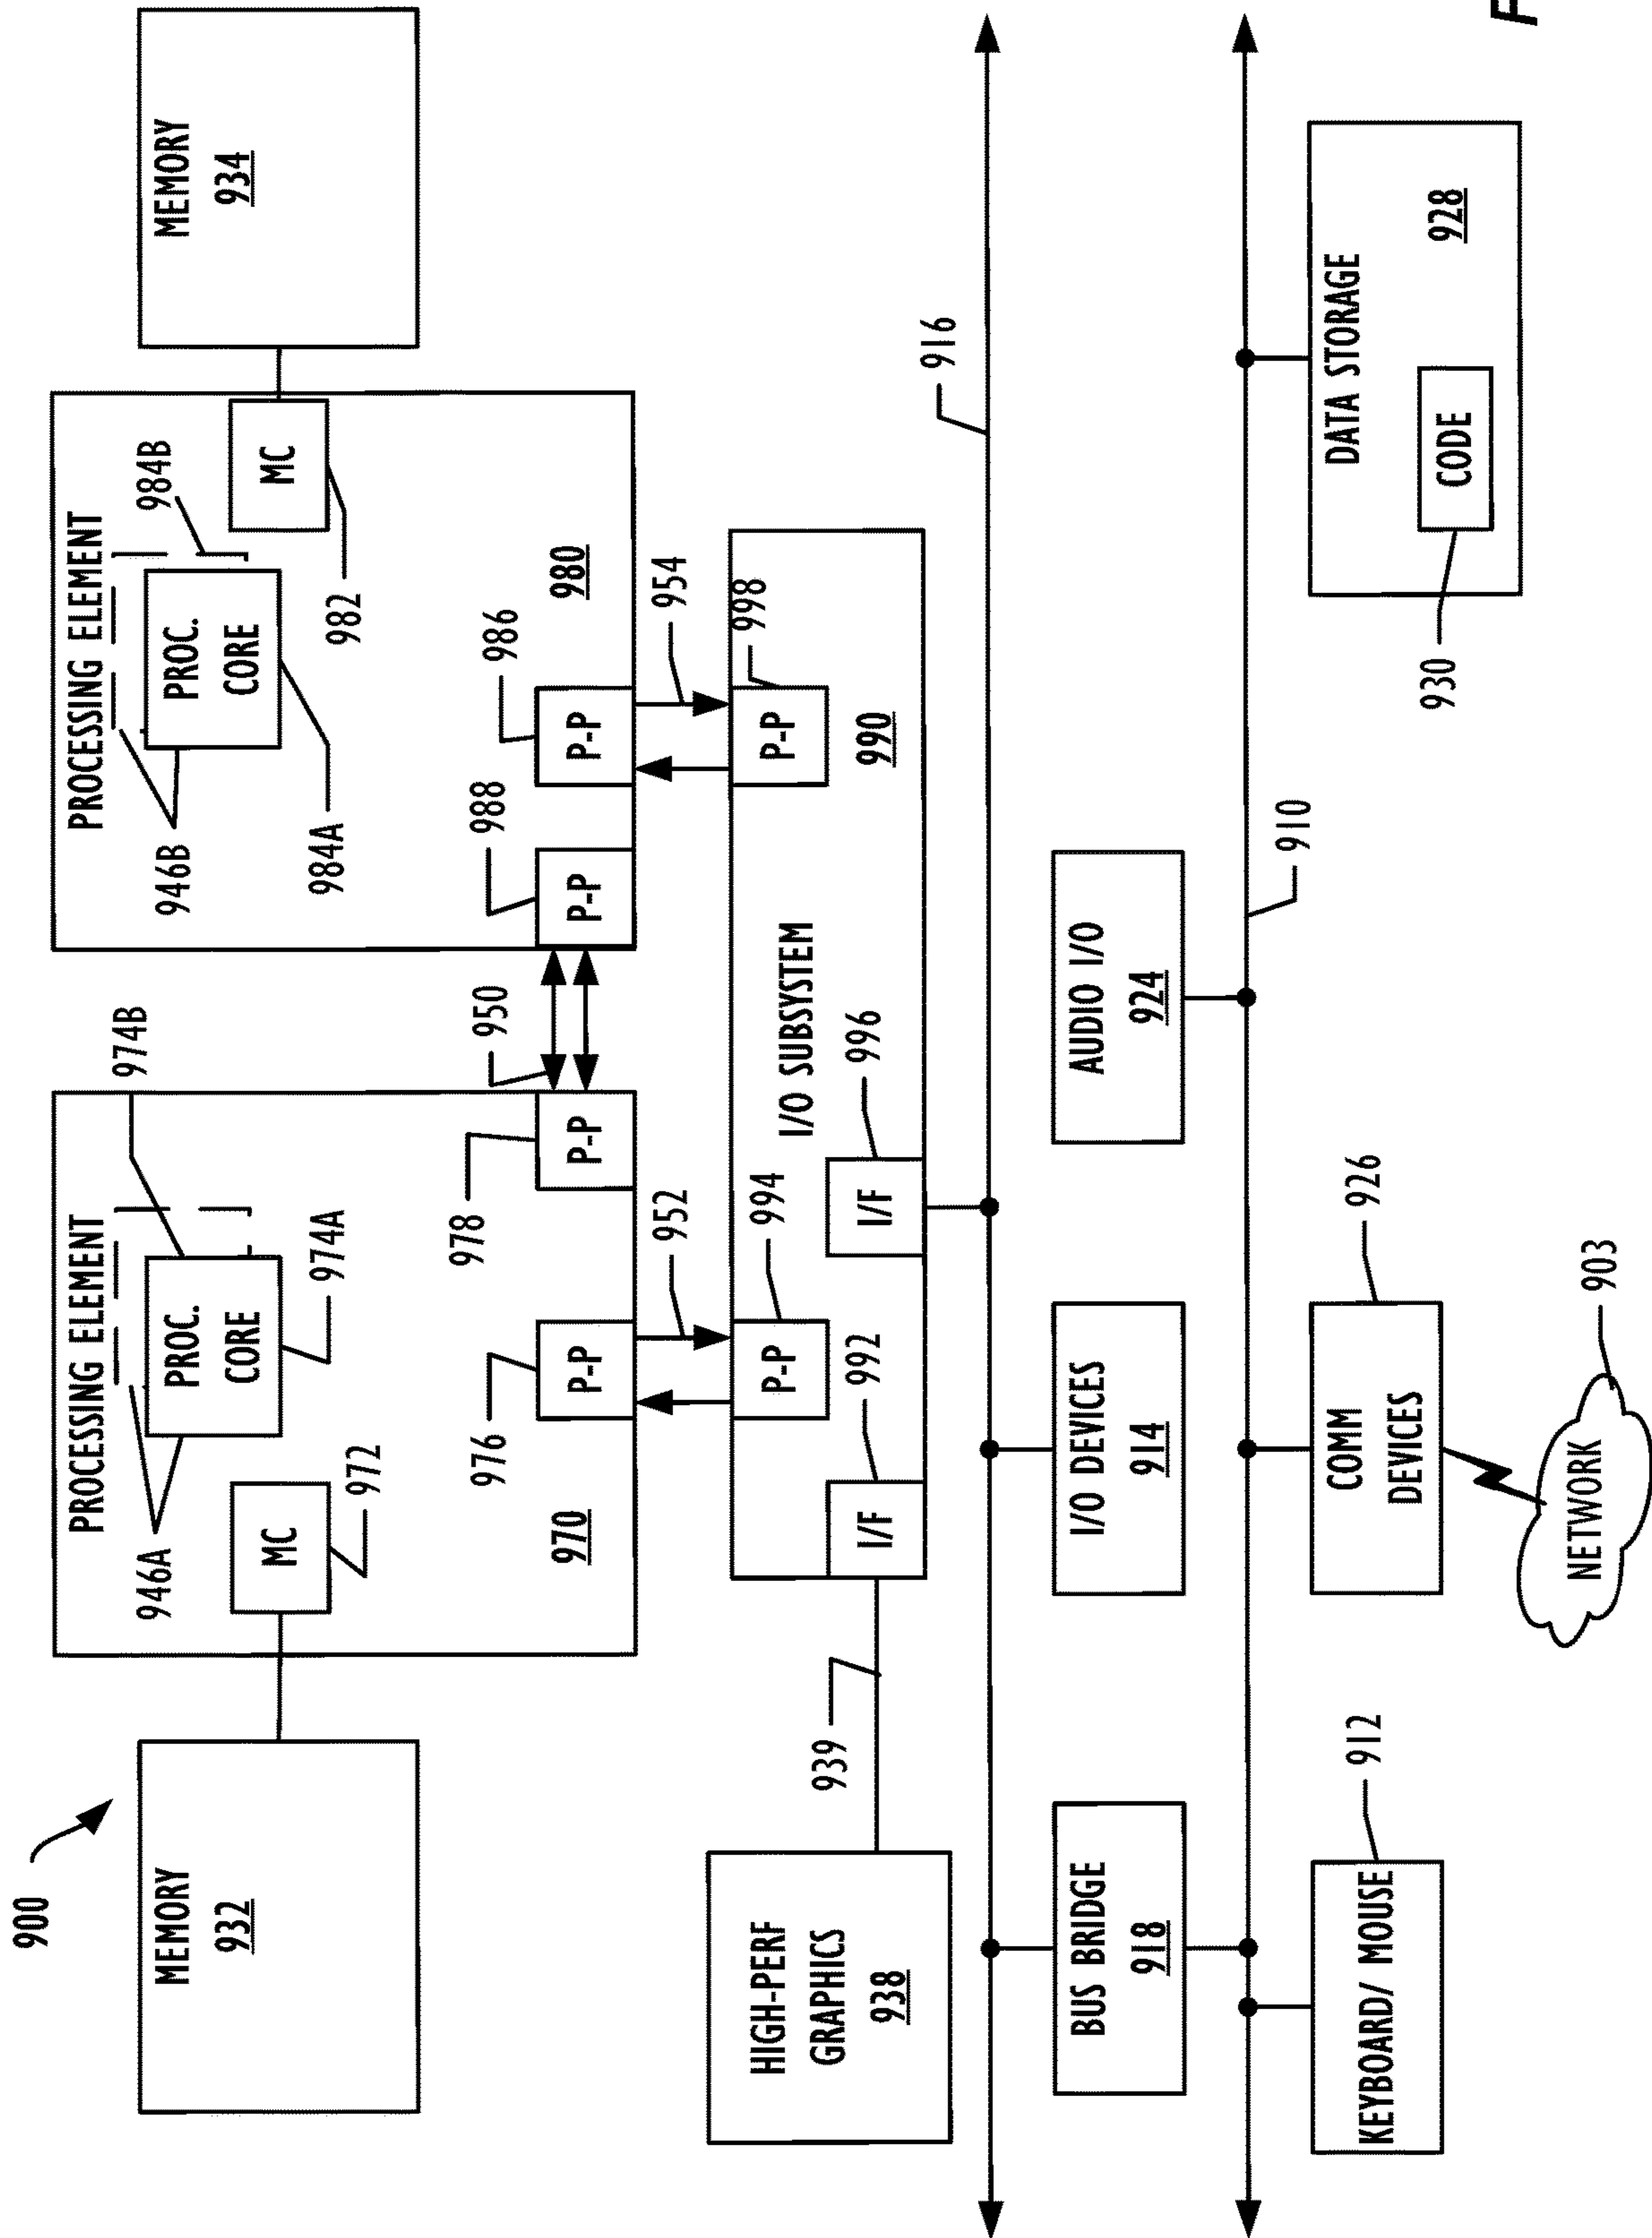 900
MEMORY
932
PROCESSING ELEMENT
946A
PROC.
CORE
974B
974A
MC
972
970
976
P-P
978
P-P
950
PROCESSING ELEMENT
946B
PROC.
CORE
984B
984A
MC
982
980
988
P-P
986
P-P
MEMORY
934
952
954
HIGH-PERF
GRAPHICS
938
939
I/O SUBSYSTEM
P-P
994
I/F
992
I/F
996
P-P
998
990
916
BUS BRIDGE
918
I/O DEVICES
914
AUDIO I/O
924
910
KEYBOARD/ MOUSE
912
COMM
DEVICES
926
NETWORK
903
DATA STORAGE
928
CODE
930
F